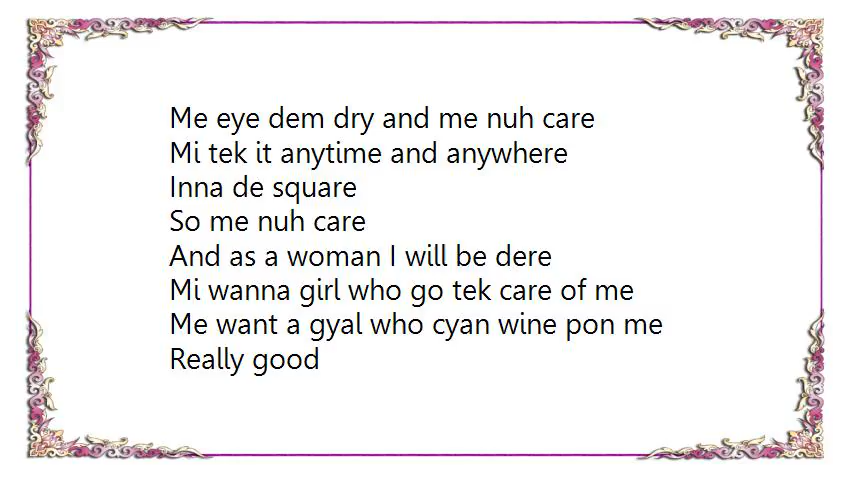 Me eye dem dry and me nuh care
Mi tek it anytime and anywhere
Inna de square
So me nuh care
And as a woman I will be dere
Mi wanna girl who go tek care of me
Me want a gyal who cyan wine pon me
Really good